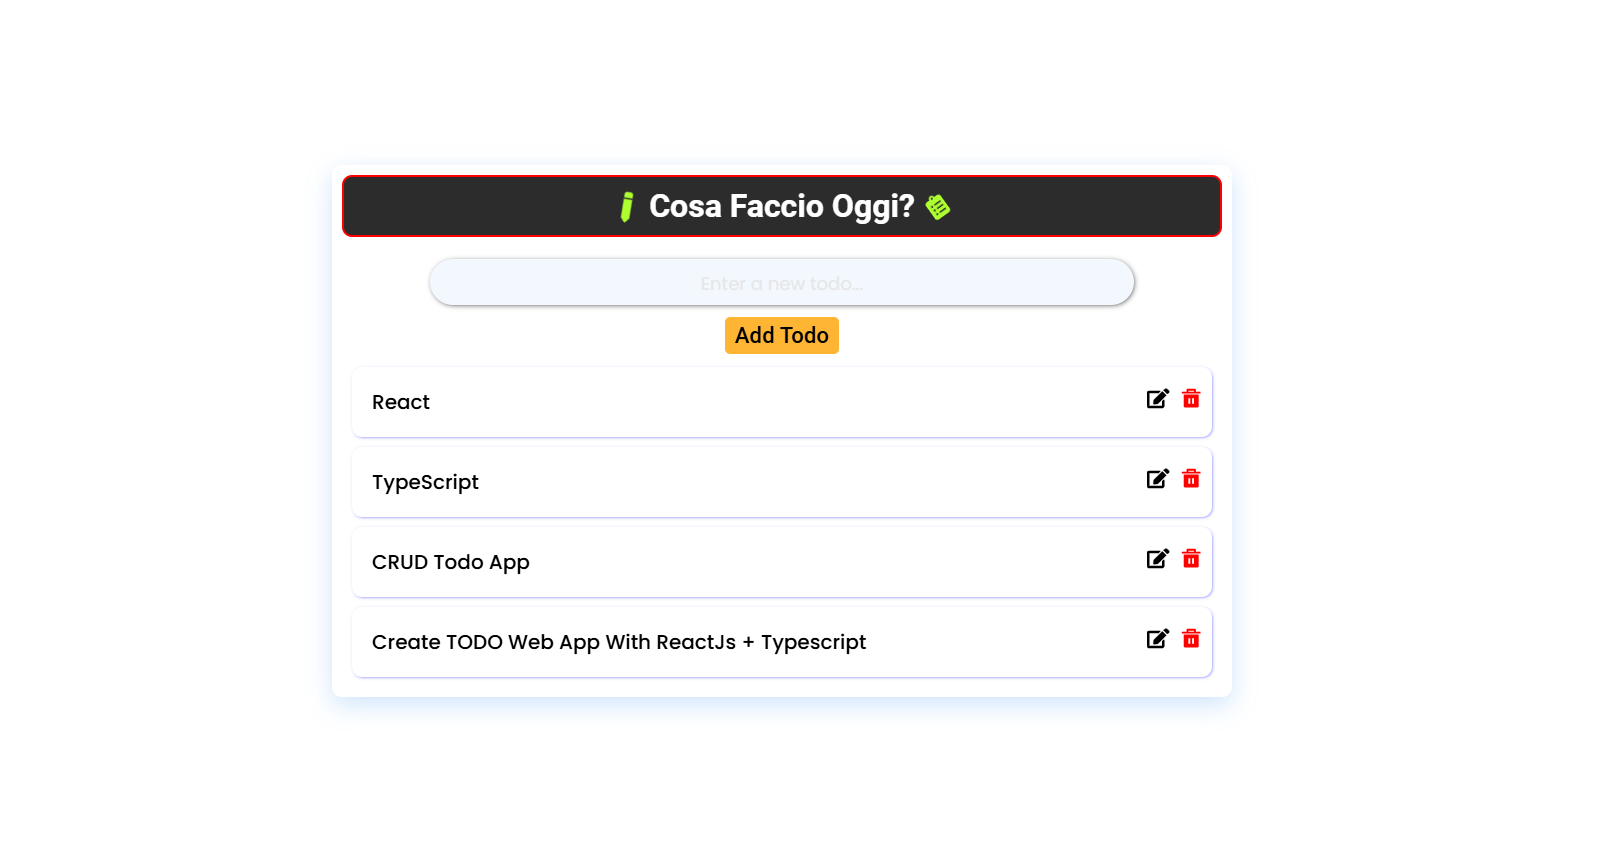 Cosa Faccio Oggi?
Enter a new todo...
Add Todo
React
TypeScript
CRUD Todo App
Create TODO Web App With ReactJs + Typescript